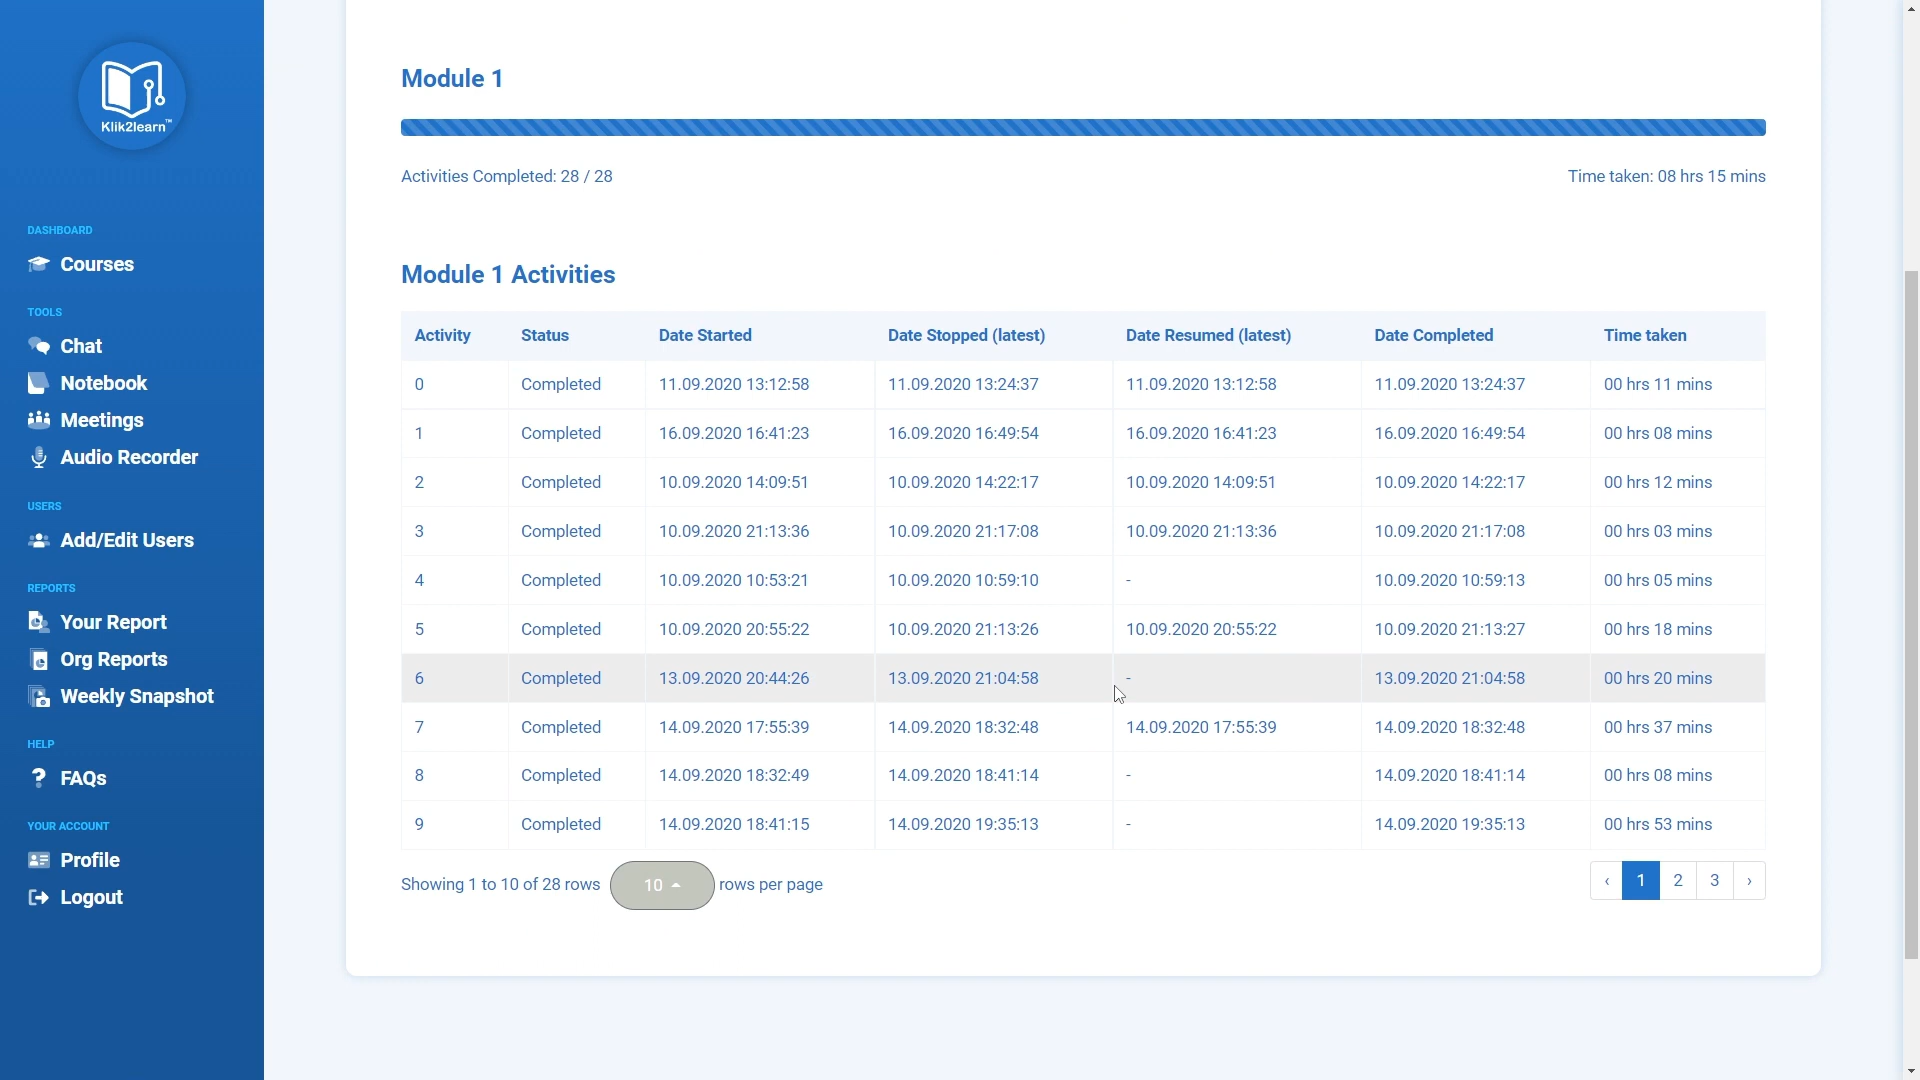 Klik2learn™
DASHBOARD
Courses
TOOLS
Chat
Notebook
Meetings
Audio Recorder
USERS
Add/Edit Users
REPORTS
Your Report
Org Reports
Weekly Snapshot
HELP
? FAQs
YOUR ACCOUNT
Profile
Logout
Module 1
Activities Completed: 28 / 28 Time taken: 08 hrs 15 mins
Module 1 Activities
Activity Status Date Started Date Stopped (latest) Date Resumed (latest) Date Completed Time taken
0 Completed 11.09.2020 13:12:58 11.09.2020 13:24:37 11.09.2020 13:12:58 11.09.2020 13:24:37 00 hrs 11 mins
1 Completed 16.09.2020 16:41:23 16.09.2020 16:49:54 16.09.2020 16:41:23 16.09.2020 16:49:54 00 hrs 08 mins
2 Completed 10.09.2020 14:09:51 10.09.2020 14:22:17 10.09.2020 14:09:51 10.09.2020 14:22:17 00 hrs 12 mins
3 Completed 10.09.2020 21:13:36 10.09.2020 21:17:08 10.09.2020 21:13:36 10.09.2020 21:17:08 00 hrs 03 mins
4 Completed 10.09.2020 10:53:21 10.09.2020 10:59:10 - 10.09.2020 10:59:13 00 hrs 05 mins
5 Completed 10.09.2020 20:55:22 10.09.2020 21:13:26 10.09.2020 20:55:22 10.09.2020 21:13:27 00 hrs 18 mins
6 Completed 13.09.2020 20:44:26 13.09.2020 21:04:58 - 13.09.2020 21:04:58 00 hrs 20 mins
7 Completed 14.09.2020 17:55:39 14.09.2020 18:32:48 14.09.2020 17:55:39 14.09.2020 18:32:48 00 hrs 37 mins
8 Completed 14.09.2020 18:32:49 14.09.2020 18:41:14 - 14.09.2020 18:41:14 00 hrs 08 mins
9 Completed 14.09.2020 18:41:15 14.09.2020 19:35:13 - 14.09.2020 19:35:13 00 hrs 53 mins
Showing 1 to 10 of 28 rows 10 rows per page ‹ 1 2 3 ›